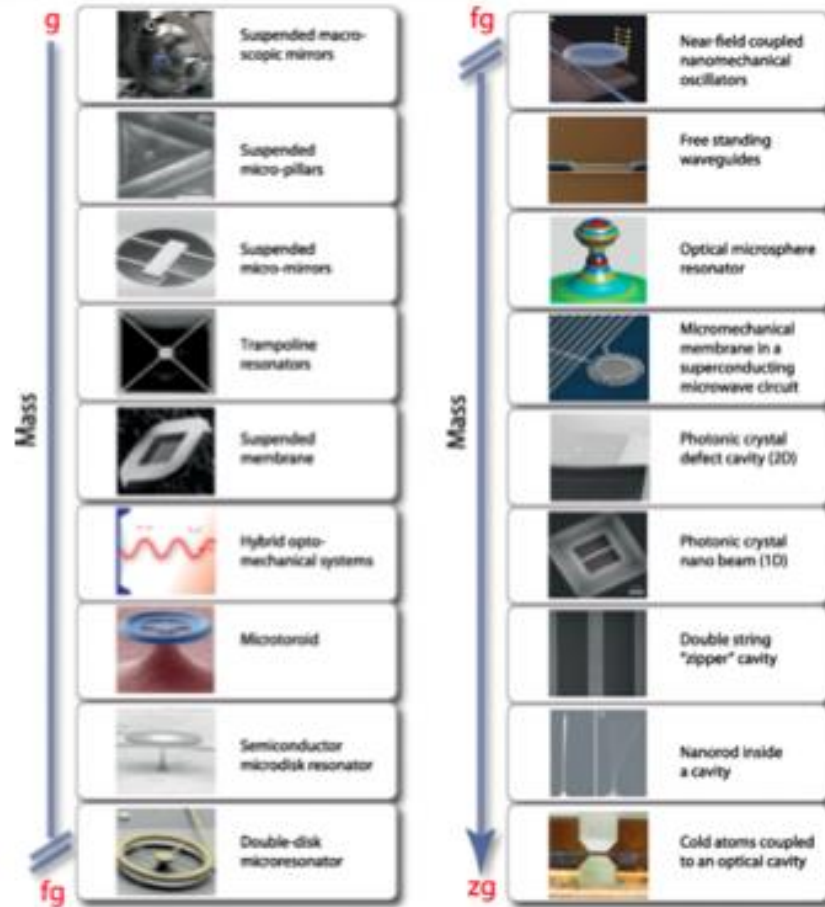 g
Suspended macro-
scopic mirrors
Suspended
micro-pillars
Suspended
micro-mirrors
Trampoline
resonators
Suspended
membrane
Hybrid opto-
mechanical systems
Microtoroid
Semiconductor
microdisk resonator
Double-disk
microresonator
Mass
fg
fg
Near-field coupled
nanomechanical
oscillators
Free standing
waveguides
Optical microsphere
resonator
Micromechanical
membrane in a
superconducting
microwave circuit
Photonic crystal
defect cavity (2D)
Photonic crystal
nano beam (1D)
Double string
"zipper" cavity
Nanorod inside
a cavity
Cold atoms coupled
to an optical cavity
Mass
zg